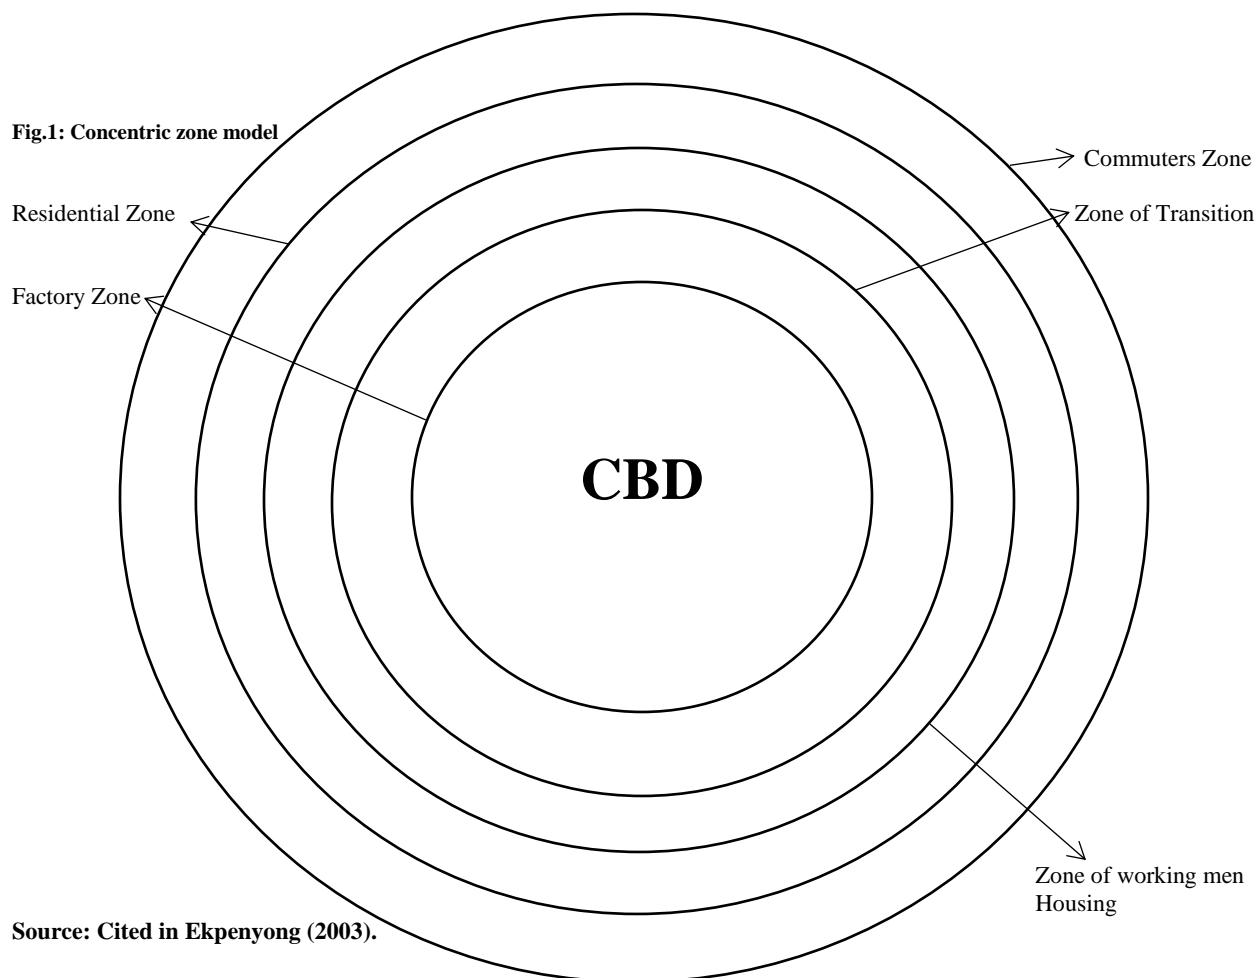 Fig.1: Concentric zone model
Commuters Zone
Residential Zone
Zone of Transition
Factory Zone
CBD
Zone of working men
Housing
Source: Cited in Ekpenyong (2003).